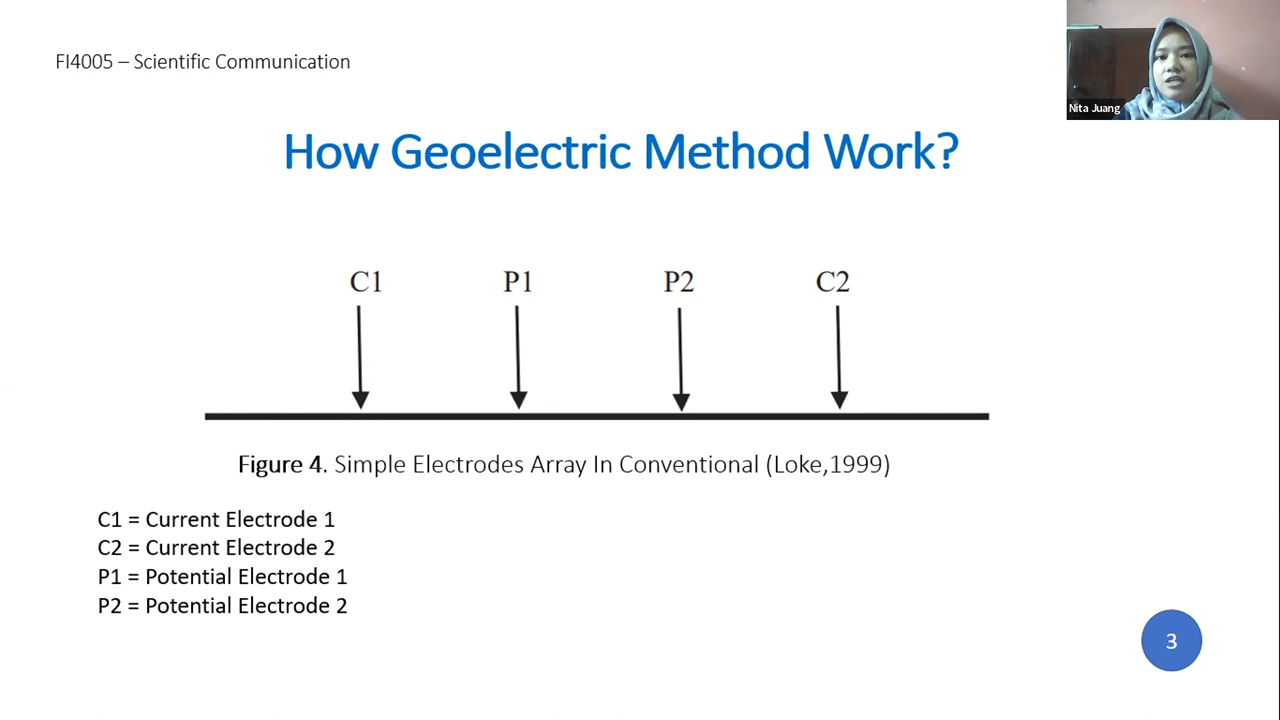 FI4005 – Scientific Communication
Nita Juang
How Geoelectric Method Work?
C1 P1 P2 C2
Figure 4. Simple Electrodes Array In Conventional (Loke,1999)
C1 = Current Electrode 1
C2 = Current Electrode 2
P1 = Potential Electrode 1
P2 = Potential Electrode 2
3